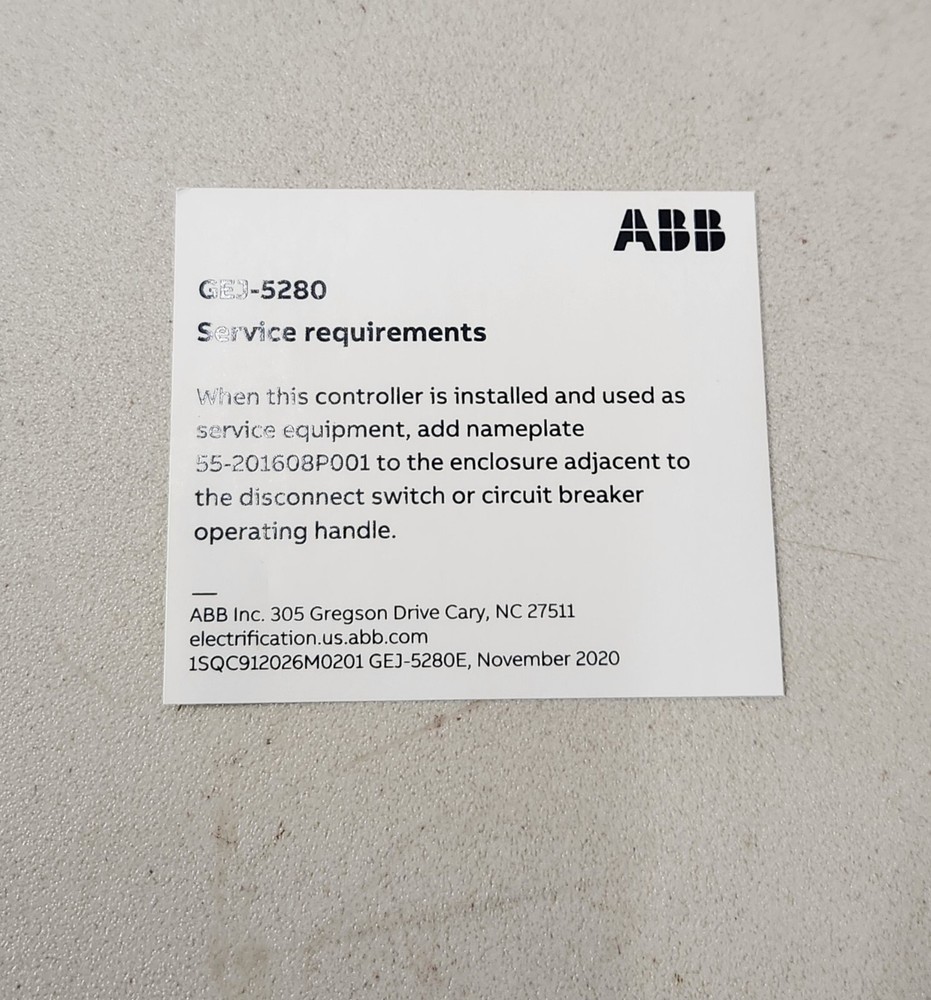 ABB
GEJ-5280
Service requirements
When this controller is installed and used as
service equipment, add nameplate
55-201608P001 to the enclosure adjacent to
the disconnect switch or circuit breaker
operating handle.
ABB Inc. 305 Gregson Drive Cary, NC 27511
electrification.us.abb.com
1SQC912026M0201 GEJ-5280E, November 2020